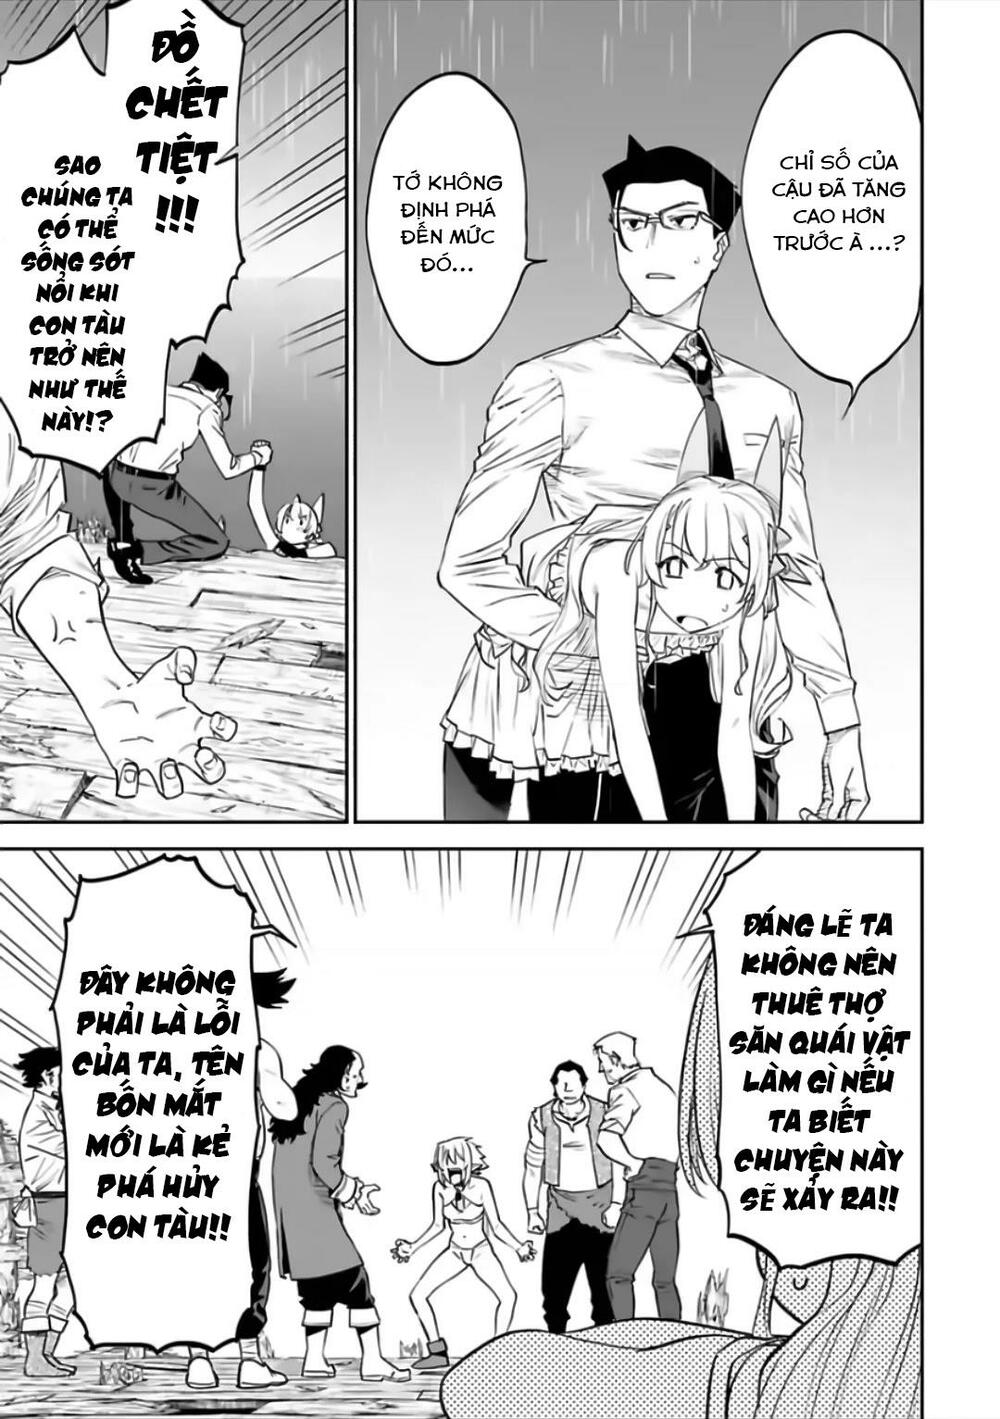 CHỈ SỐ CỦA
CẬU ĐÃ TĂNG
CAO HƠN
TRƯỚC À ...?
TỚ KHÔNG
ĐỊNH PHÁ
ĐẾN MỨC
ĐÓ...
ĐỒ
CHẾT
TIỆT
!!!
SAO
CHÚNG TA
CÓ THỂ
SỐNG SÓT
NỔI KHI
CON TÀU
TRỞ NÊN
NHƯ THẾ
NÀY!?
ĐÁNG LẼ TA
KHÔNG NÊN
THUÊ THỢ
SĂN QUÁI VẬT
LÀM GÌ NẾU
TA BIẾT
CHUYỆN NÀY
SẼ XẢY RA!!
ĐÂY KHÔNG
PHẢI LÀ LỖI
CỦA TA, TÊN
BỐN MẮT
MỚI LÀ KẺ
PHÁ HỦY
CON TÀU!!